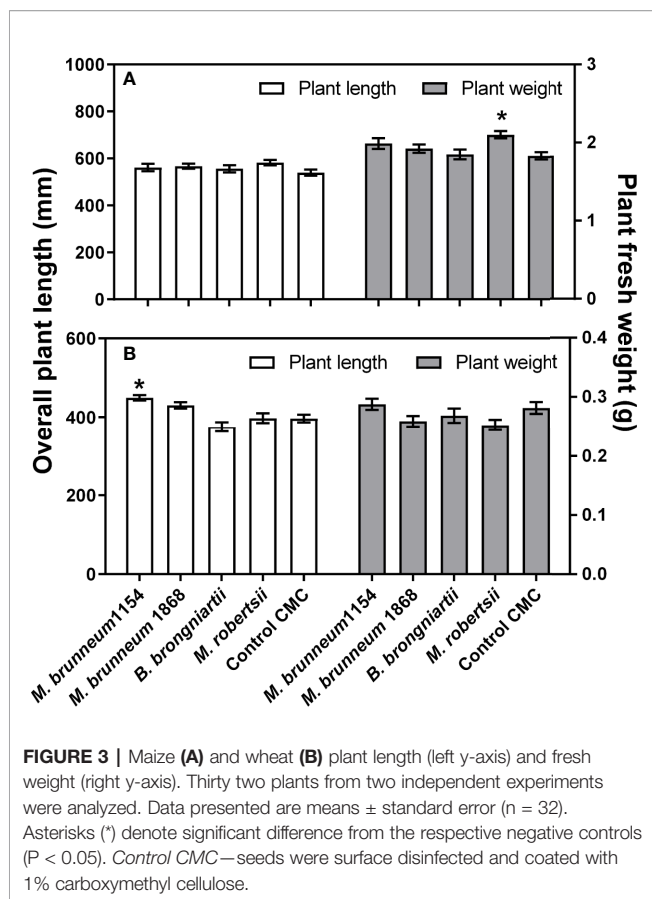 A
Plant length
Plant weight
*
1000
800
600
400
200
0
3
2
1
0
Overall plant length (mm)
Plant fresh weight (g)
B
Plant length
Plant weight
*
600
400
200
0
0.4
0.3
0.2
0.1
0.0
M. brunneum1154
M. brunneum 1868
B. brongniartii
M. robertsii
Control CMC
M. brunneum1154
M. brunneum 1868
B. brongniartii
M. robertsii
Control CMC
FIGURE 3 | Maize (A) and wheat (B) plant length (left y-axis) and fresh
weight (right y-axis). Thirty two plants from two independent experiments
were analyzed. Data presented are means ± standard error (n = 32).
Asterisks (*) denote significant difference from the respective negative controls
(P < 0.05). Control CMC—seeds were surface disinfected and coated with
1% carboxymethyl cellulose.